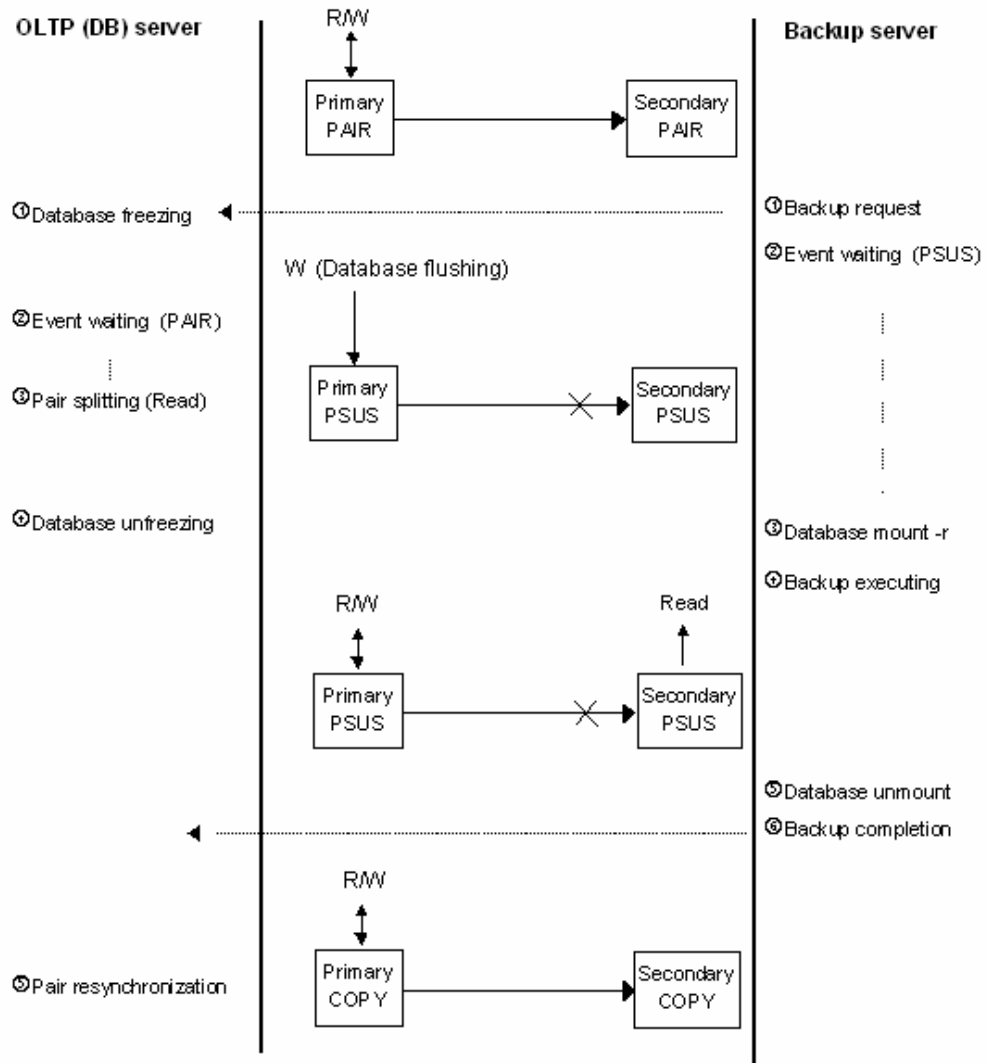 OLTP (DB) server
R/W
Backup server
Primary
PAIR
Secondary
PAIR
①Database freezing
①Backup request
②Event waiting (PSUS)
W (Database flushing)
②Event waiting (PAIR)
③Pair splitting (Read)
Primary
PSUS
Secondary
PSUS
④Database unfreezing
③Database mount -r
④Backup executing
R/W
Read
Primary
PSUS
Secondary
PSUS
⑤Database unmount
⑥Backup completion
R/W
⑤Pair resynchronization
Primary
COPY
Secondary
COPY